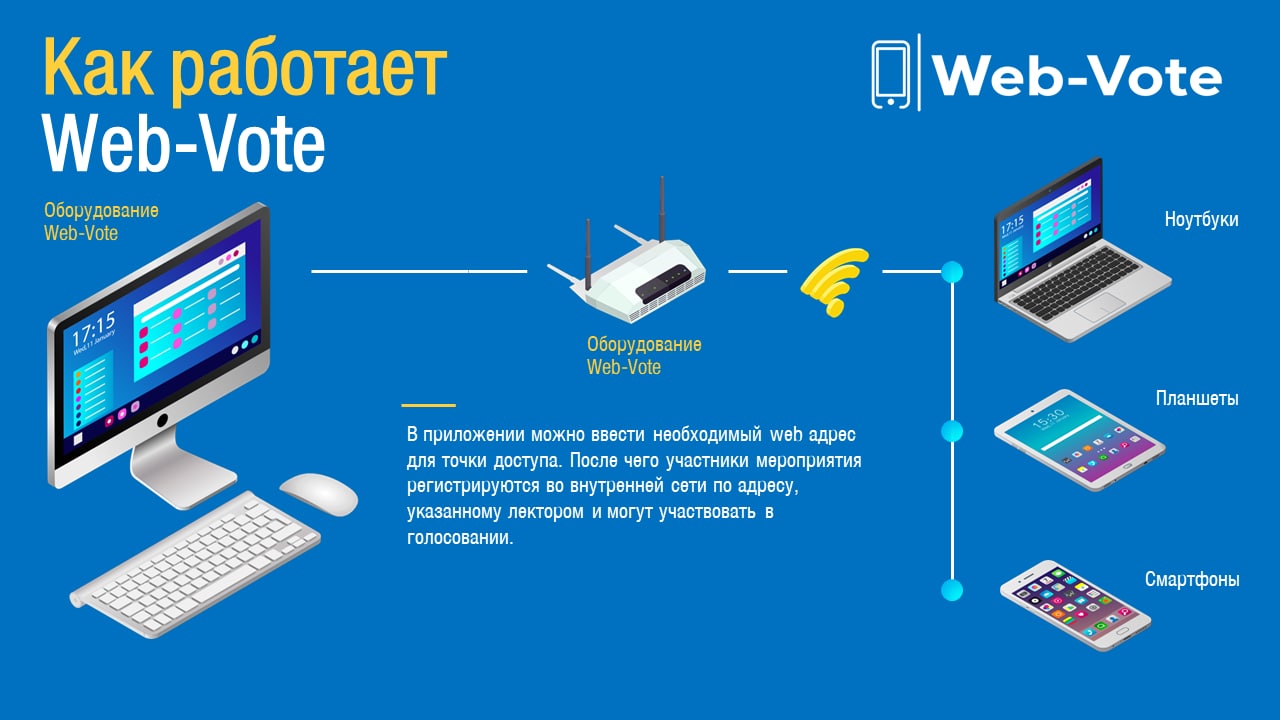 Как работает
Web-Vote
Web-Vote
Оборудование
Web-Vote
17:15
Wed,11 January
Оборудование
Web-Vote
В приложении можно ввести необходимый web адрес
для точки доступа. После чего участники мероприятия
регистрируются во внутренней сети по адресу,
указанному лектором и могут участвовать в
голосовании.
17:15
Ноутбуки
15:30
Планшеты
Смартфоны